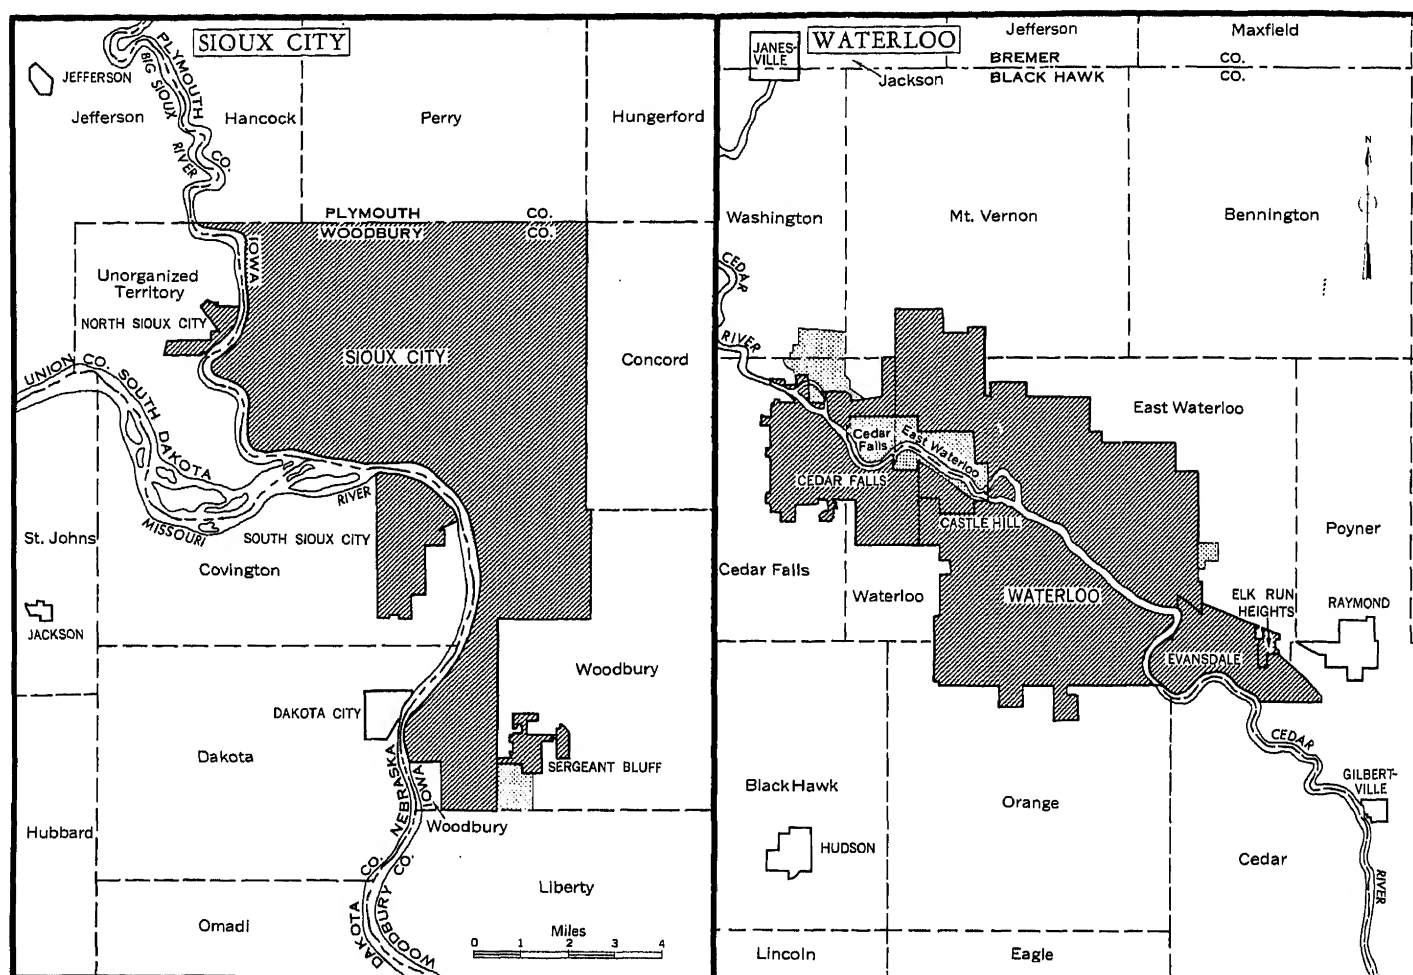 SIOUX CITY
PLYMOUTH
CO.
BIG SIOUX
RIVER
JEFFERSON
Jefferson
Hancock
Perry
Hungerford
PLYMOUTH CO.
WOODBURY CO.
IOWA
Unorganized
Territory
NORTH SIOUX CITY
SIOUX CITY
Concord
UNION CO. SOUTH DAKOTA
MISSOURI
RIVER
St. Johns
SOUTH SIOUX CITY
Covington
JACKSON
Woodbury
DAKOTA CITY
Dakota
SERGEANT BLUFF
NEBRASKA
IOWA
Woodbury
Hubbard
CO.
CO.
DAKOTA
WOODBURY
WOODBURY
Liberty
Omadi
Miles
0 1 2 3 4
WATERLOO
JANES-
VILLE
Jefferson
Maxfield
BREMER CO.
BLACK HAWK CO.
Jackson
N
Washington
Mt. Vernon
Bennington
CEDAR
RIVER
East Waterloo
Cedar
Falls
East Waterloo
CEDAR FALLS
CASTLE HILL
Poyner
Cedar Falls
Waterloo
WATERLOO
ELK RUN
HEIGHTS
RAYMOND
EVANSDALE
CEDAR
GILBERT-
VILLE
Black Hawk
Orange
HUDSON
Cedar
RIVER
Lincoln
Eagle